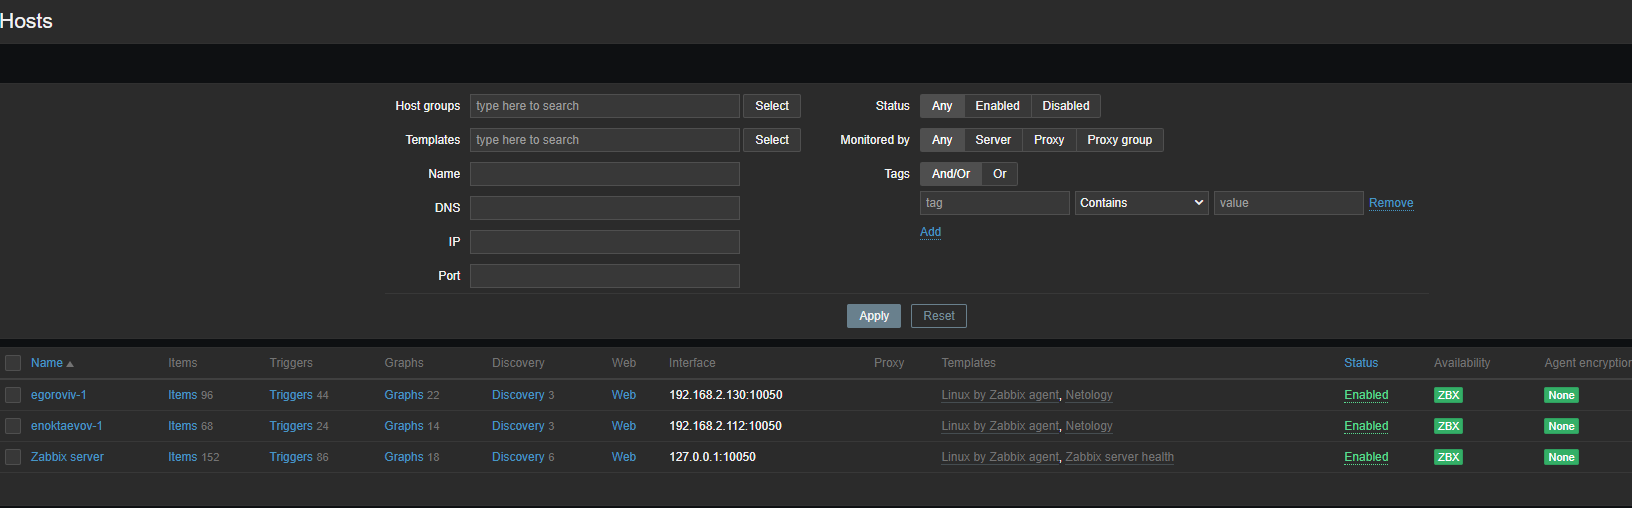 Hosts
Host groups type here to search Select Status Any Enabled Disabled
Templates type here to search Select Monitored by Any Server Proxy Proxy group
Name Tags And/Or Or
DNS tag Contains value Remove
IP Add
Port
Apply Reset
Name Items Triggers Graphs Discovery Web Interface Proxy Templates Status Availability Agent encryption
egoroviv-1 Items 96 Triggers 44 Graphs 22 Discovery 3 Web 192.168.2.130:10050 Linux by Zabbix agent, Netology Enabled ZBX None
enoktaevov-1 Items 68 Triggers 24 Graphs 14 Discovery 3 Web 192.168.2.112:10050 Linux by Zabbix agent, Netology Enabled ZBX None
Zabbix server Items 152 Triggers 86 Graphs 18 Discovery 6 Web 127.0.0.1:10050 Linux by Zabbix agent, Zabbix server health Enabled ZBX None